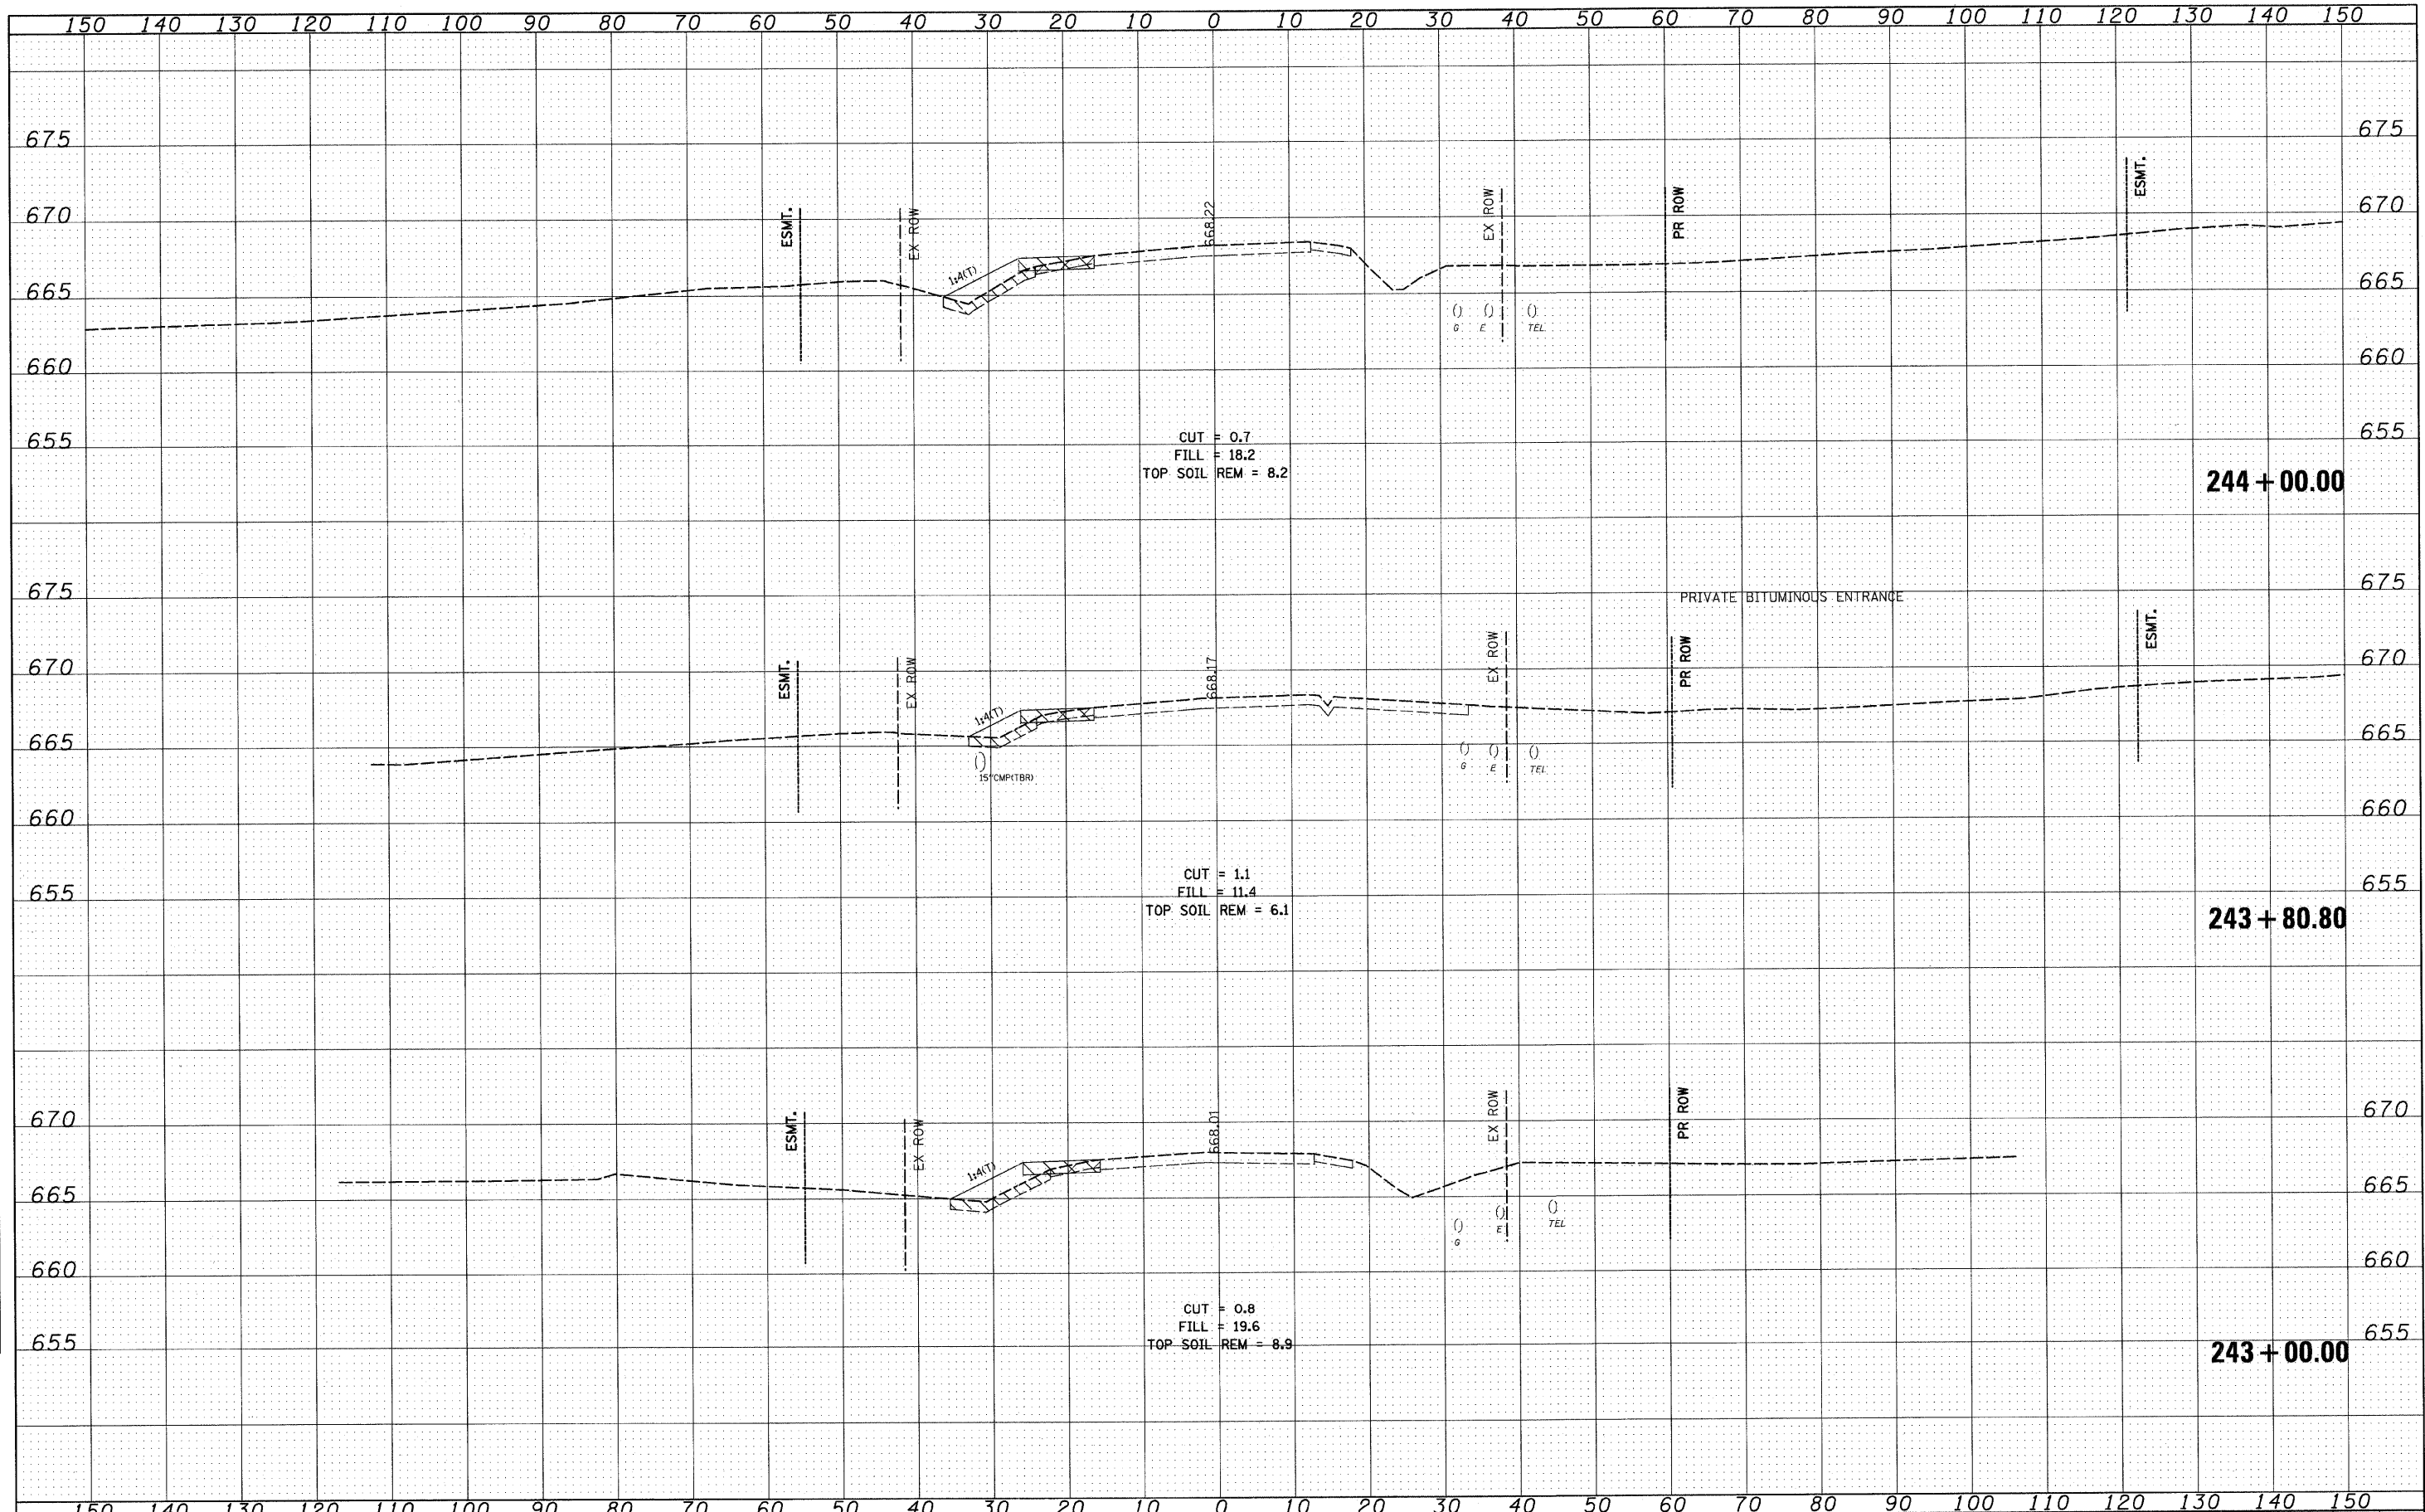 150 140 130 120 110 100 90 80 70 60 50 40 30 20 10 0 10 20 30 40 50 60 70 80 90 100 110 120 130 140 150
675 675
ESMT.
670 EX ROW 668.22 EX ROW PR ROW ESMT. 670
1:4(T)
665 665
G E TEL
660 660
CUT = 0.7
655 655
FILL = 18.2
TOP SOIL REM = 8.2
244+00.00
675 675
PRIVATE BITUMINOUS ENTRANCE
ESMT.
670 ESMT. EX ROW 668.17 EX ROW PR ROW 670
1:4(T)
665 665
G E TEL
15"CMP(TBR)
660 660
CUT = 1.1
FILL = 11.4
655 655
TOP SOIL REM = 6.1
243+80.80
670 ESMT. EX ROW 668.01 EX ROW PR ROW 670
1:4(T)
665 665
G E TEL
660 660
CUT = 0.8
FILL = 19.6
655 TOP SOIL REM = 8.9 655
243+00.00
150 140 130 120 110 100 90 80 70 60 50 40 30 20 10 0 10 20 30 40 50 60 70 80 90 100 110 120 130 140 150